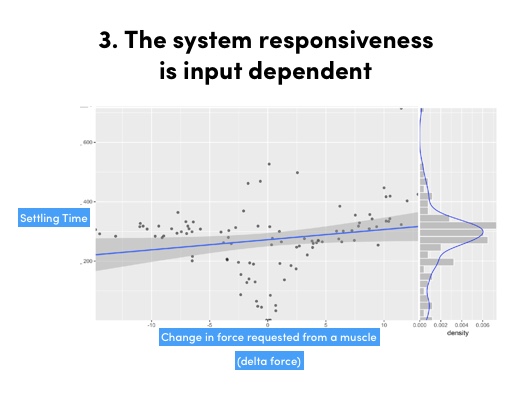 3. The system responsiveness
is input dependent
600
400
Settling Time
200
-10 -5 0 5 10 0.000 0.002 0.004 0.006
density
Change in force requested from a muscle
(delta force)